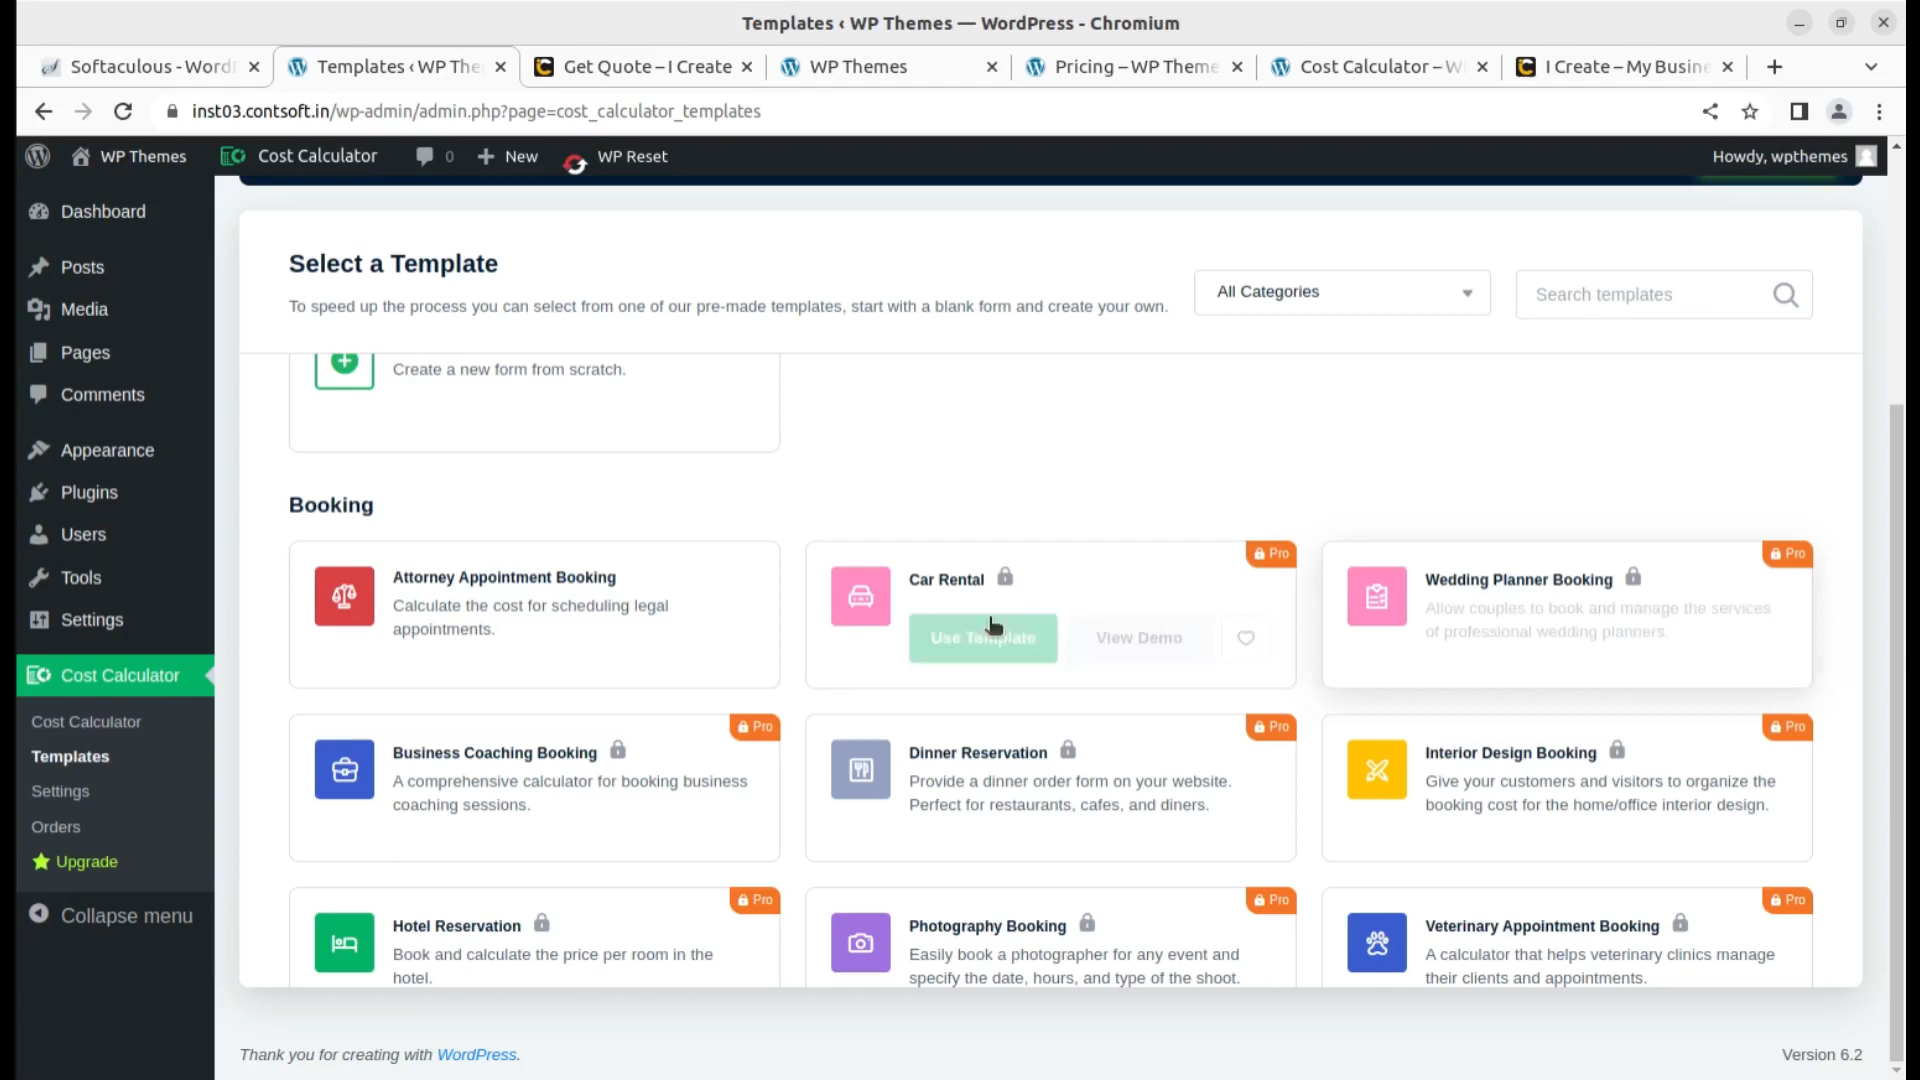 Templates ‹ WP Themes — WordPress - Chromium
Softaculous - Word
Templates ‹ WP The
Get Quote – I Create
WP Themes
Pricing – WP Theme
Cost Calculator – W
I Create – My Busin
inst03.contsoft.in/wp-admin/admin.php?page=cost_calculator_templates
WP Themes
Cost Calculator
0
New
WP Reset
Howdy, wpthemes
Dashboard
Posts
Media
Pages
Comments
Appearance
Plugins
Users
Tools
Settings
Cost Calculator
Cost Calculator
Templates
Settings
Orders
Upgrade
Collapse menu
Select a Template
To speed up the process you can select from one of our pre-made templates, start with a blank form and create your own.
All Categories
Search templates
Create a new form from scratch.
Booking
Attorney Appointment Booking
Calculate the cost for scheduling legal
appointments.
Pro
Car Rental
Use Template
View Demo
Pro
Wedding Planner Booking
Allow couples to book and manage the services
of professional wedding planners.
Pro
Business Coaching Booking
A comprehensive calculator for booking business
coaching sessions.
Pro
Dinner Reservation
Provide a dinner order form on your website.
Perfect for restaurants, cafes, and diners.
Pro
Interior Design Booking
Give your customers and visitors to organize the
booking cost for the home/office interior design.
Pro
Hotel Reservation
Book and calculate the price per room in the
hotel.
Pro
Photography Booking
Easily book a photographer for any event and
specify the date, hours, and type of the shoot.
Pro
Veterinary Appointment Booking
A calculator that helps veterinary clinics manage
their clients and appointments.
Thank you for creating with WordPress.
Version 6.2